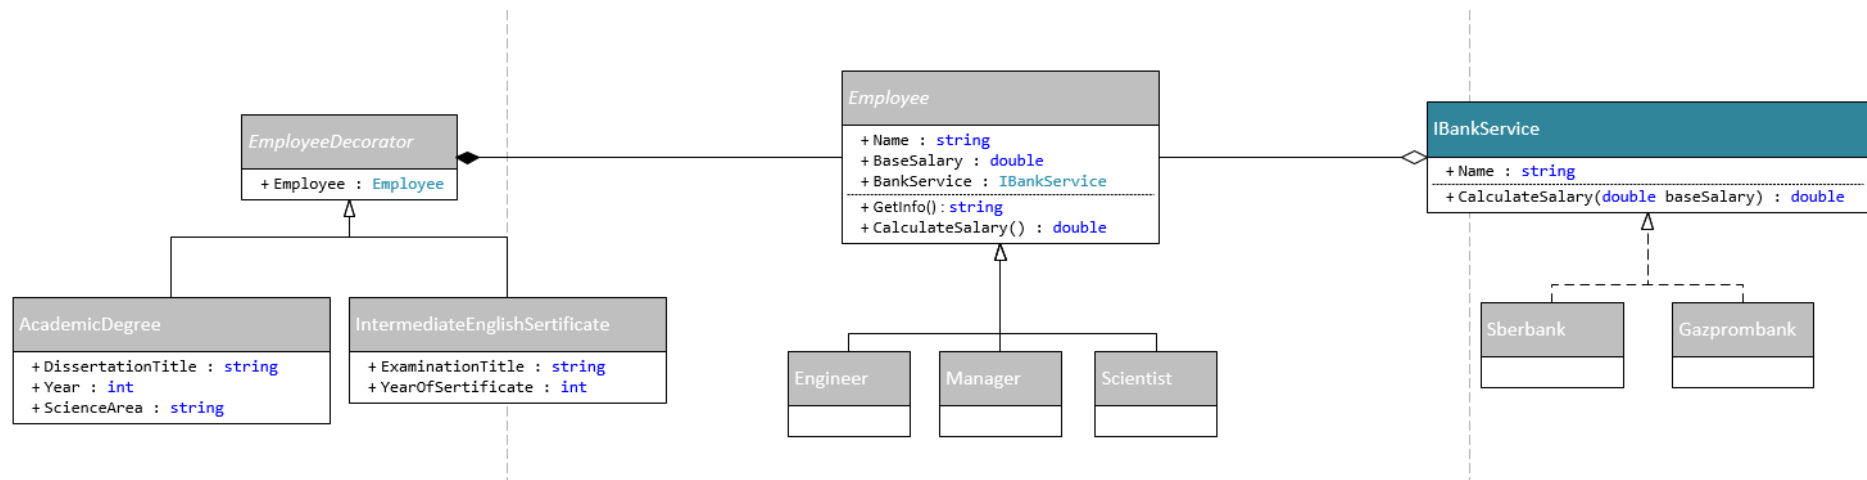 EmployeeDecorator
+ Employee : Employee
AcademicDegree
+ DissertationTitle : string
+ Year : int
+ ScienceArea : string
IntermediateEnglishSertificate
+ ExaminationTitle : string
+ YearOfSertificate : int
Employee
+ Name : string
+ BaseSalary : double
+ BankService : IBankService
+ GetInfo() : string
+ CalculateSalary() : double
Engineer
Manager
Scientist
IBankService
+ Name : string
+ CalculateSalary(double baseSalary) : double
Sberbank
Gazprombank